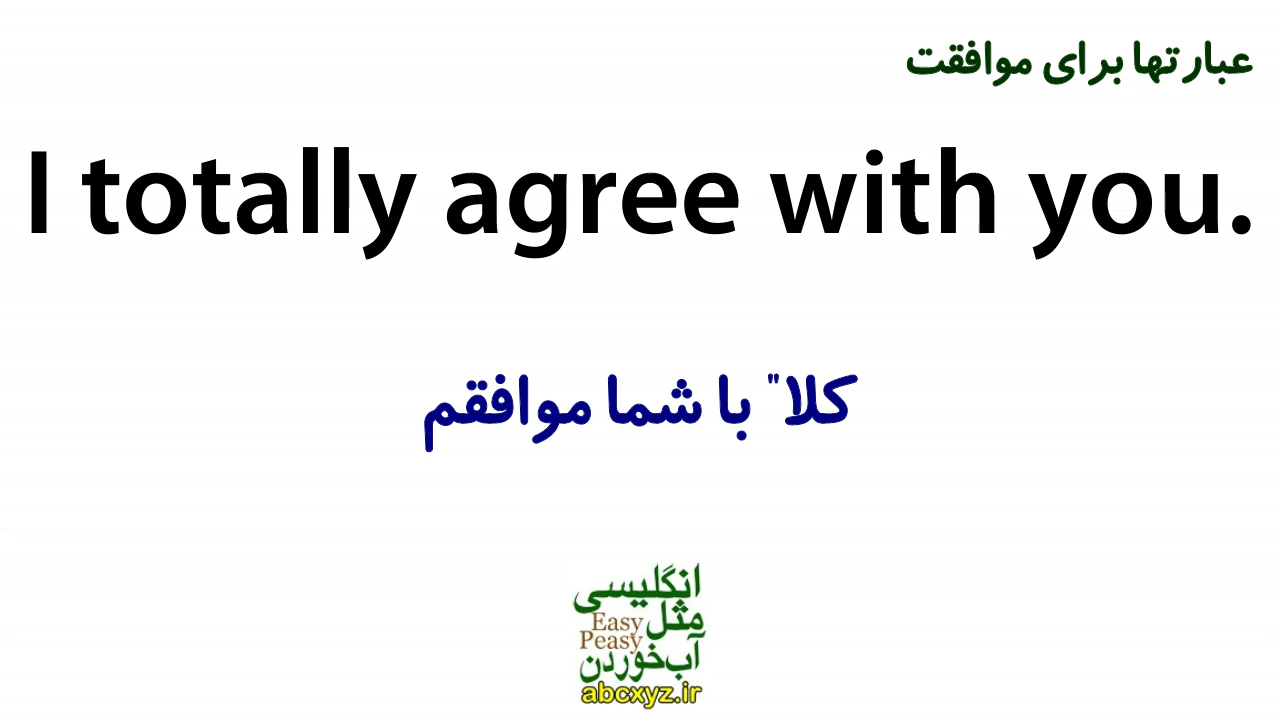 عبارتها برای موافقت
I totally agree with you.
کلا" با شما موافقم
انگلیسی
مثل
Easy
Peasy
آب‌خوردن
abcxyz.ir